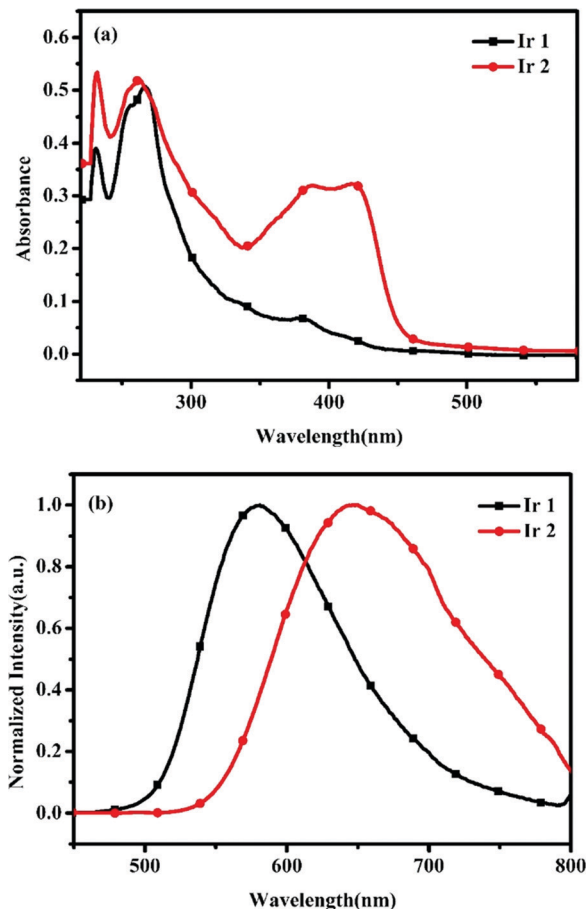 (a)
Ir 1
Ir 2
0.6
0.5
0.4
0.3
0.2
0.1
0.0
Absorbance
300
400
500
Wavelength(nm)
(b)
Ir 1
Ir 2
1.0
0.8
0.6
0.4
0.2
0.0
Normalized Intensity(a.u.)
500
600
700
800
Wavelength(nm)